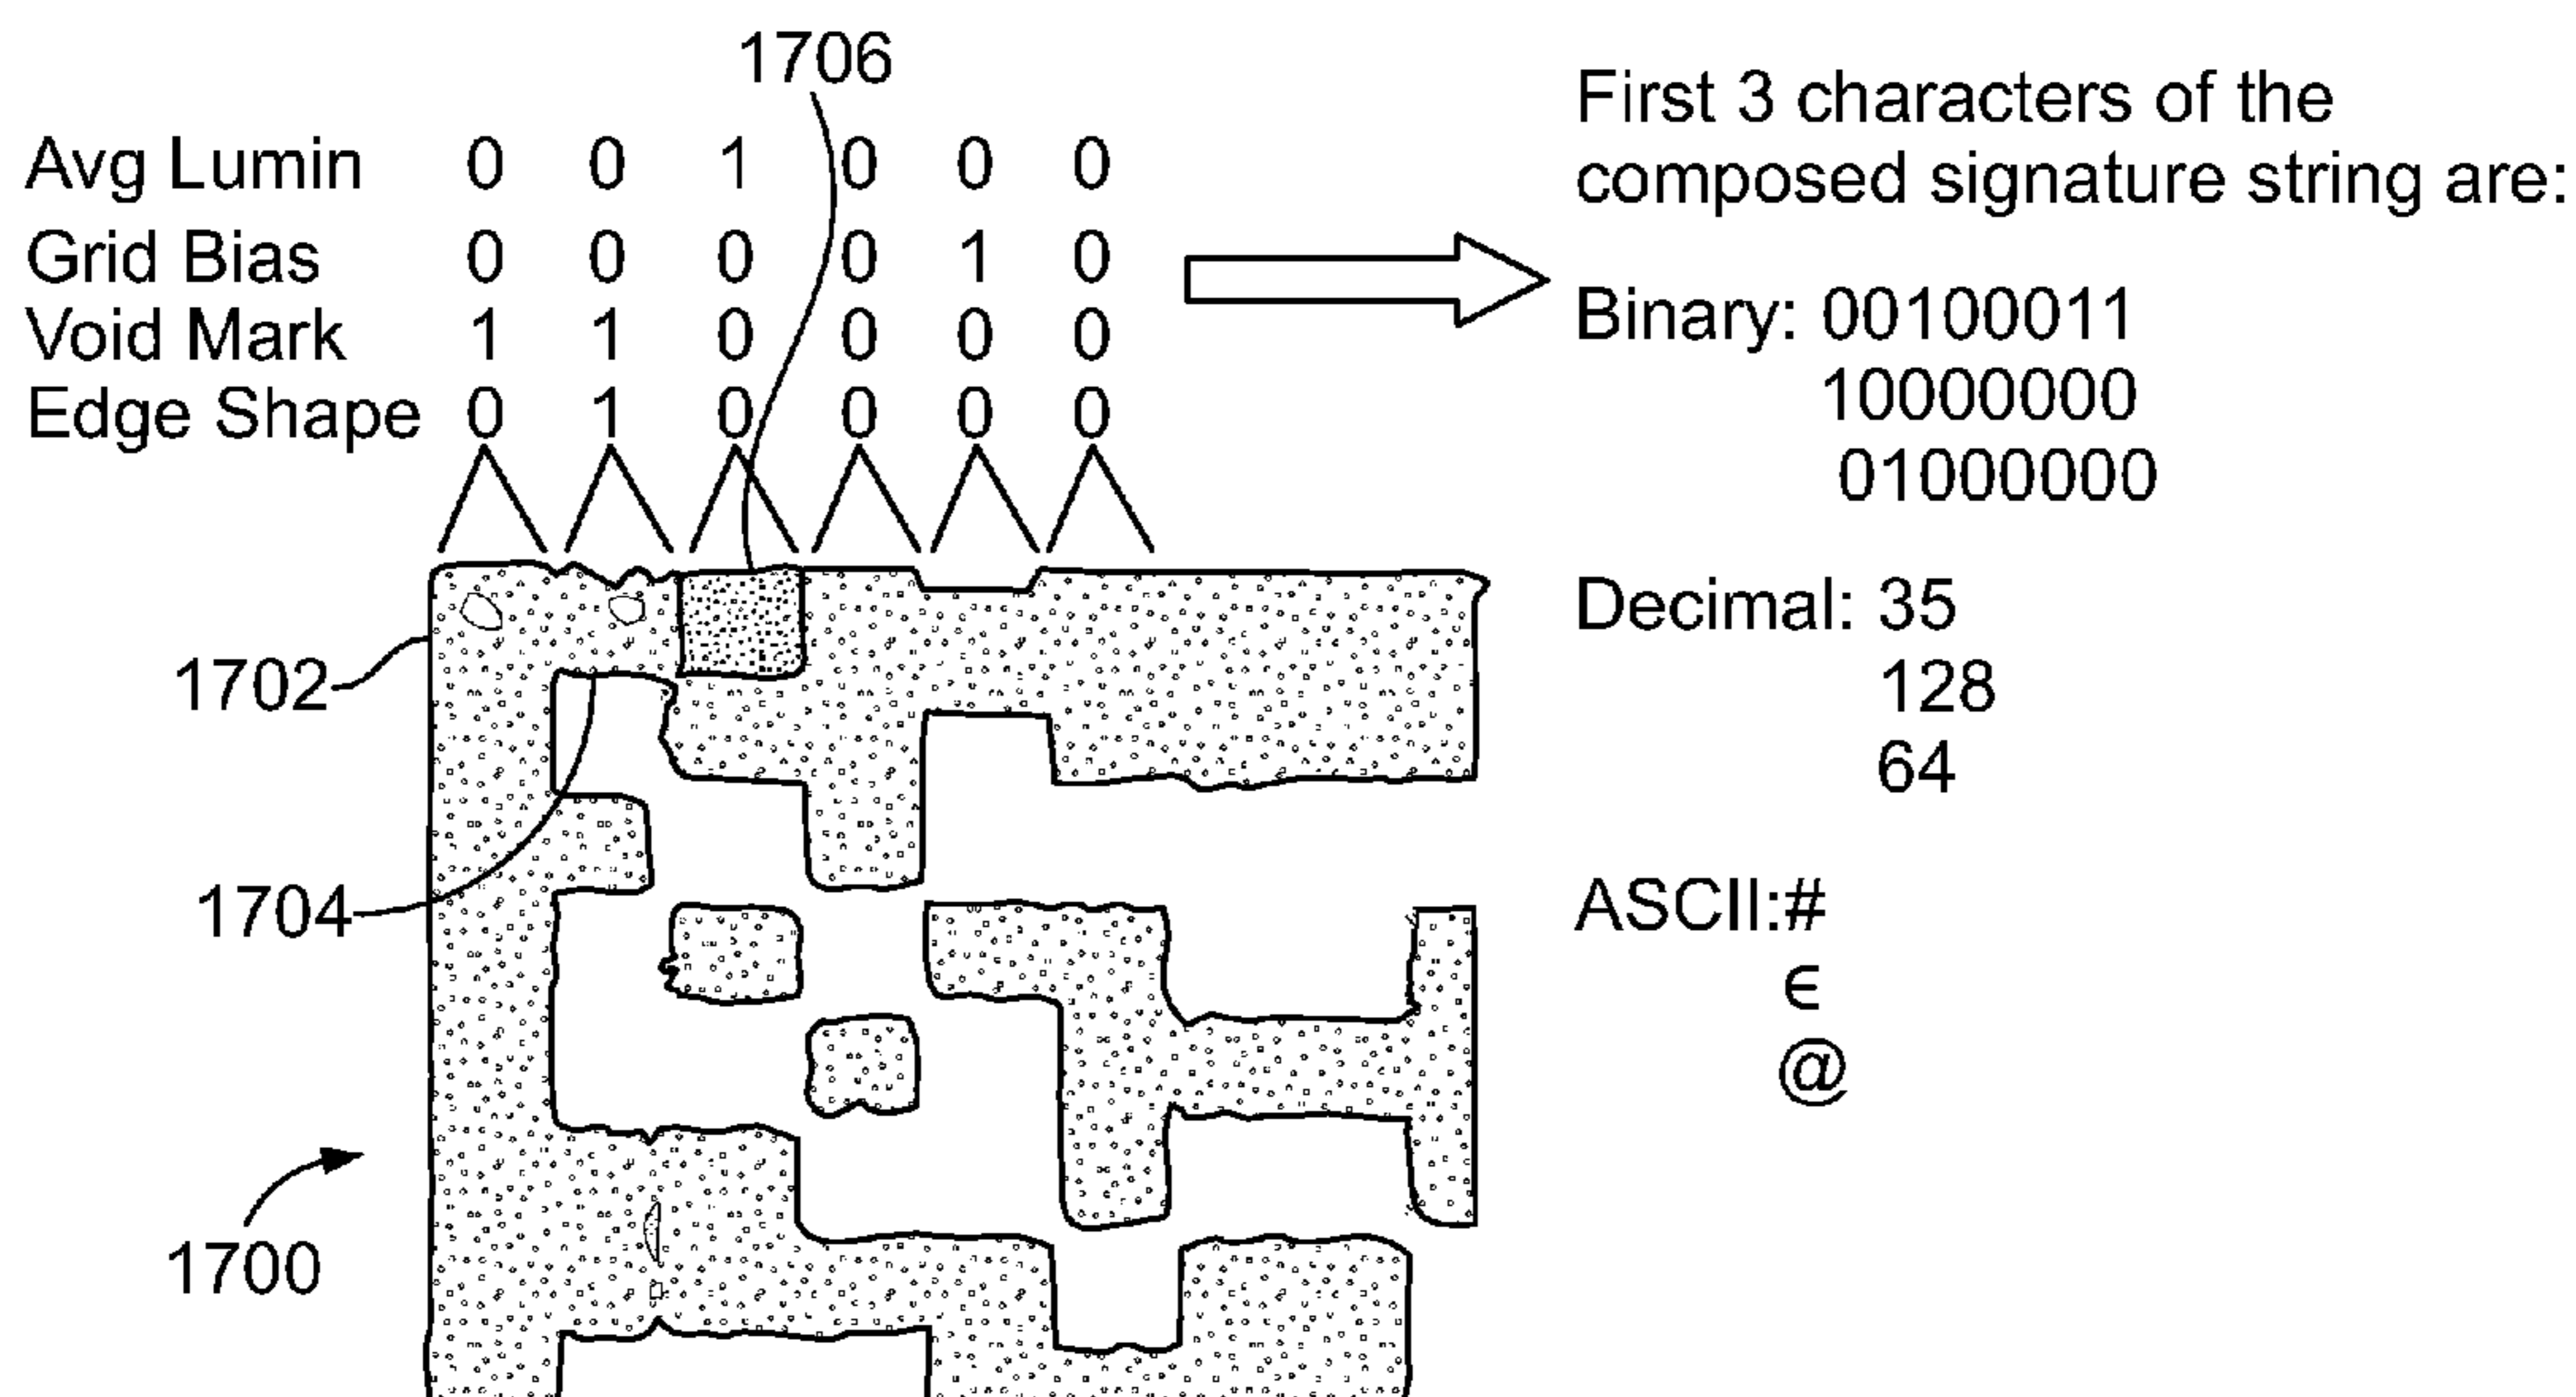 1706
Avg Lumin 0 0 1 0 0 0
Grid Bias 0 0 0 0 1 0
Void Mark 1 1 0 0 0 0
Edge Shape 0 1 0 0 0 0
First 3 characters of the
composed signature string are:
Binary: 00100011
10000000
01000000
Decimal: 35
128
64
ASCII:#
∈
@
1702
1704
1700